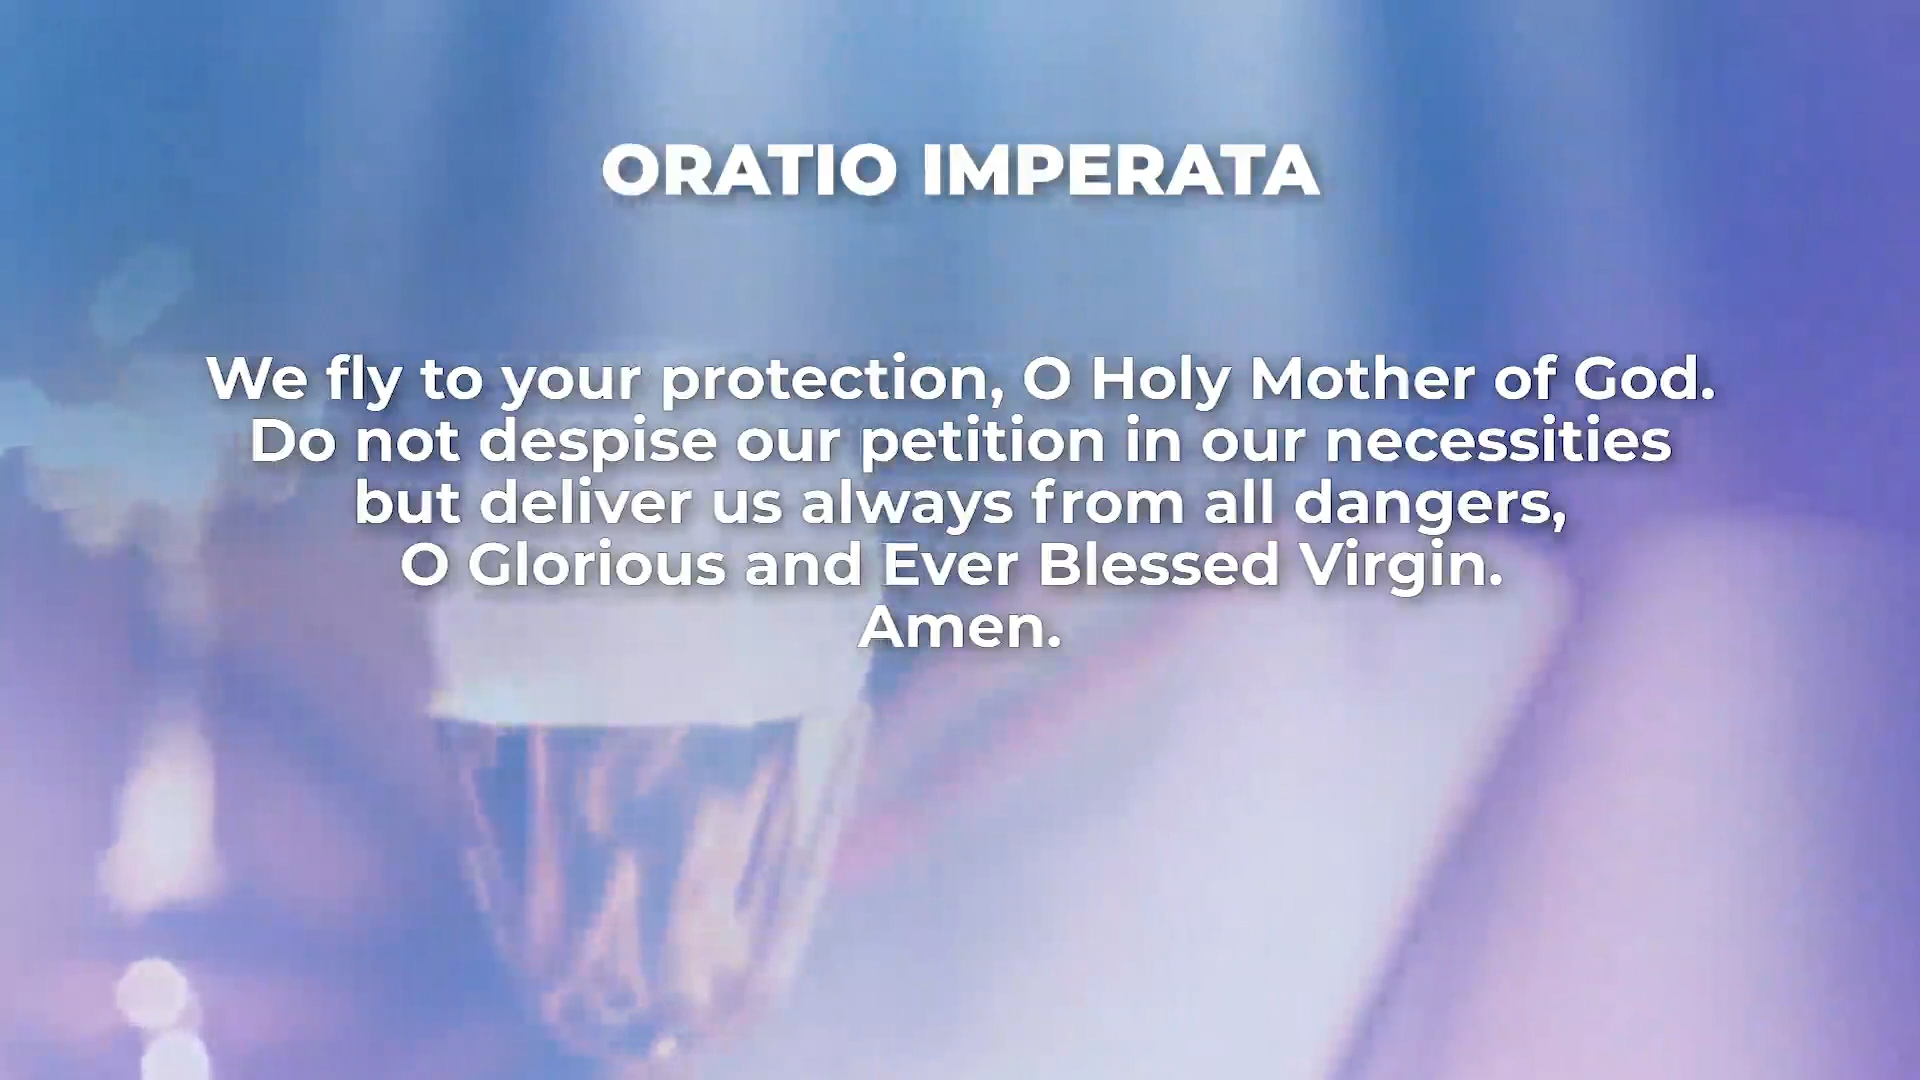 ORATIO IMPERATA
We fly to your protection, O Holy Mother of God.
Do not despise our petition in our necessities
but deliver us always from all dangers,
O Glorious and Ever Blessed Virgin.
Amen.